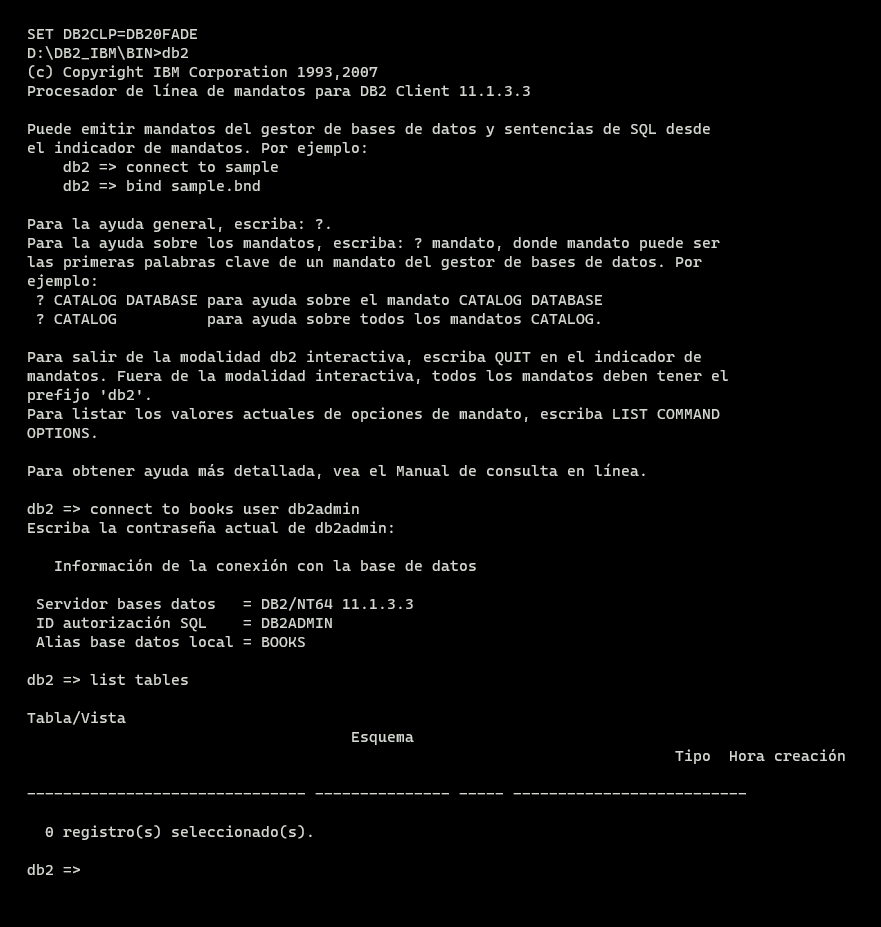 SET DB2CLP=DB20FADE
D:\DB2_IBM\BIN>db2
(c) Copyright IBM Corporation 1993,2007
Procesador de línea de mandatos para DB2 Client 11.1.3.3
Puede emitir mandatos del gestor de bases de datos y sentencias de SQL desde
el indicador de mandatos. Por ejemplo:
    db2 => connect to sample
    db2 => bind sample.bnd
Para la ayuda general, escriba: ?.
Para la ayuda sobre los mandatos, escriba: ? mandato, donde mandato puede ser
las primeras palabras clave de un mandato del gestor de bases de datos. Por
ejemplo:
 ? CATALOG DATABASE para ayuda sobre el mandato CATALOG DATABASE
 ? CATALOG          para ayuda sobre todos los mandatos CATALOG.
Para salir de la modalidad db2 interactiva, escriba QUIT en el indicador de
mandatos. Fuera de la modalidad interactiva, todos los mandatos deben tener el
prefijo 'db2'.
Para listar los valores actuales de opciones de mandato, escriba LIST COMMAND
OPTIONS.
Para obtener ayuda más detallada, vea el Manual de consulta en línea.
db2 => connect to books user db2admin
Escriba la contraseña actual de db2admin:
   Información de la conexión con la base de datos
 Servidor bases datos   = DB2/NT64 11.1.3.3
 ID autorización SQL    = DB2ADMIN
 Alias base datos local = BOOKS
db2 => list tables
Tabla/Vista
Esquema
Tipo  Hora creación
------------------------------- --------------- ----- --------------------------
  0 registro(s) seleccionado(s).
db2 =>